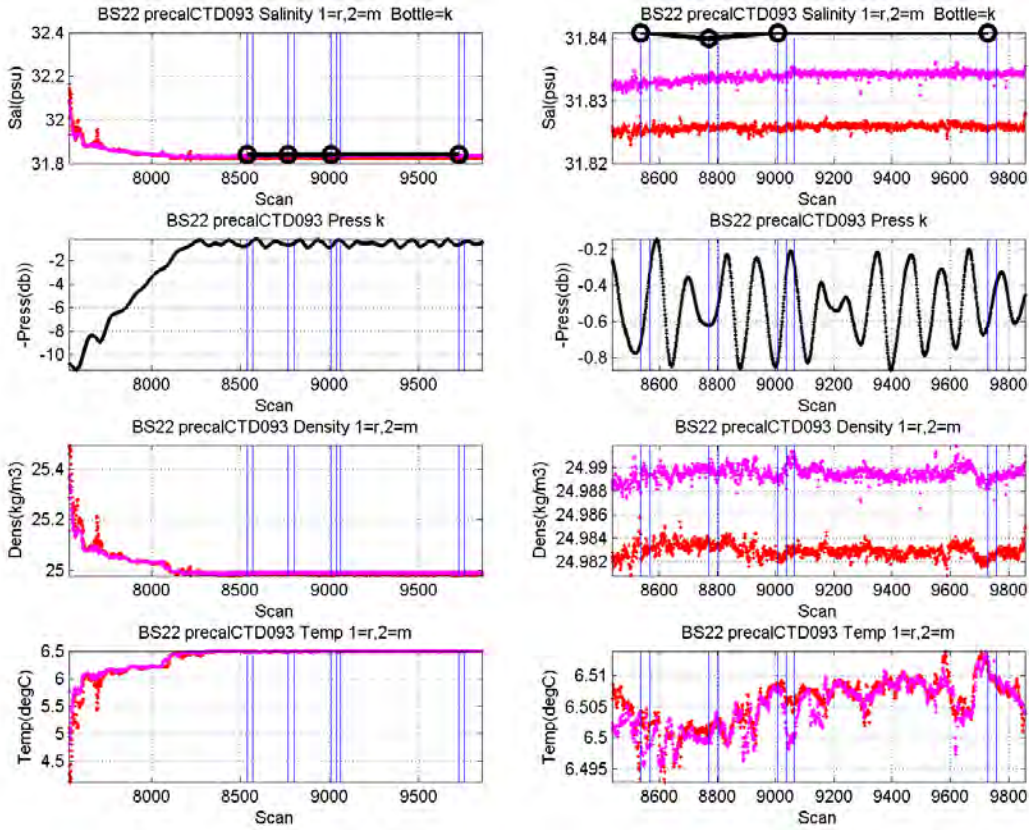 BS22 precalCTD093 Salinity 1=r,2=m Bottle=k
Sal(psu)
32.4
32.2
32
31.8
8000 8500 9000 9500
Scan
BS22 precalCTD093 Salinity 1=r,2=m Bottle=k
Sal(psu)
31.84
31.83
31.82
8600 8800 9000 9200 9400 9600 9800
Scan
BS22 precalCTD093 Press k
-Press(db))
-2
-4
-6
-8
-10
8000 8500 9000 9500
Scan
BS22 precalCTD093 Press k
-Press(db))
-0.2
-0.4
-0.6
-0.8
8600 8800 9000 9200 9400 9600 9800
Scan
BS22 precalCTD093 Density 1=r,2=m
Dens(kg/m3)
25.4
25.2
25
8000 8500 9000 9500
Scan
BS22 precalCTD093 Density 1=r,2=m
Dens(kg/m3)
24.99
24.988
24.986
24.984
24.982
8600 8800 9000 9200 9400 9600 9800
Scan
BS22 precalCTD093 Temp 1=r,2=m
Temp(degC)
6.5
6
5.5
5
4.5
8000 8500 9000 9500
Scan
BS22 precalCTD093 Temp 1=r,2=m
Temp(degC)
6.51
6.505
6.5
6.495
8600 8800 9000 9200 9400 9600 9800
Scan